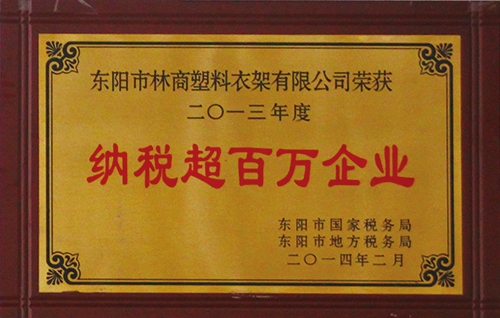 东阳市林商塑料衣架有限公司荣获
二〇一三年度
纳税超百万企业
东阳市国家税务局
东阳市地方税务局
二〇一四年二月